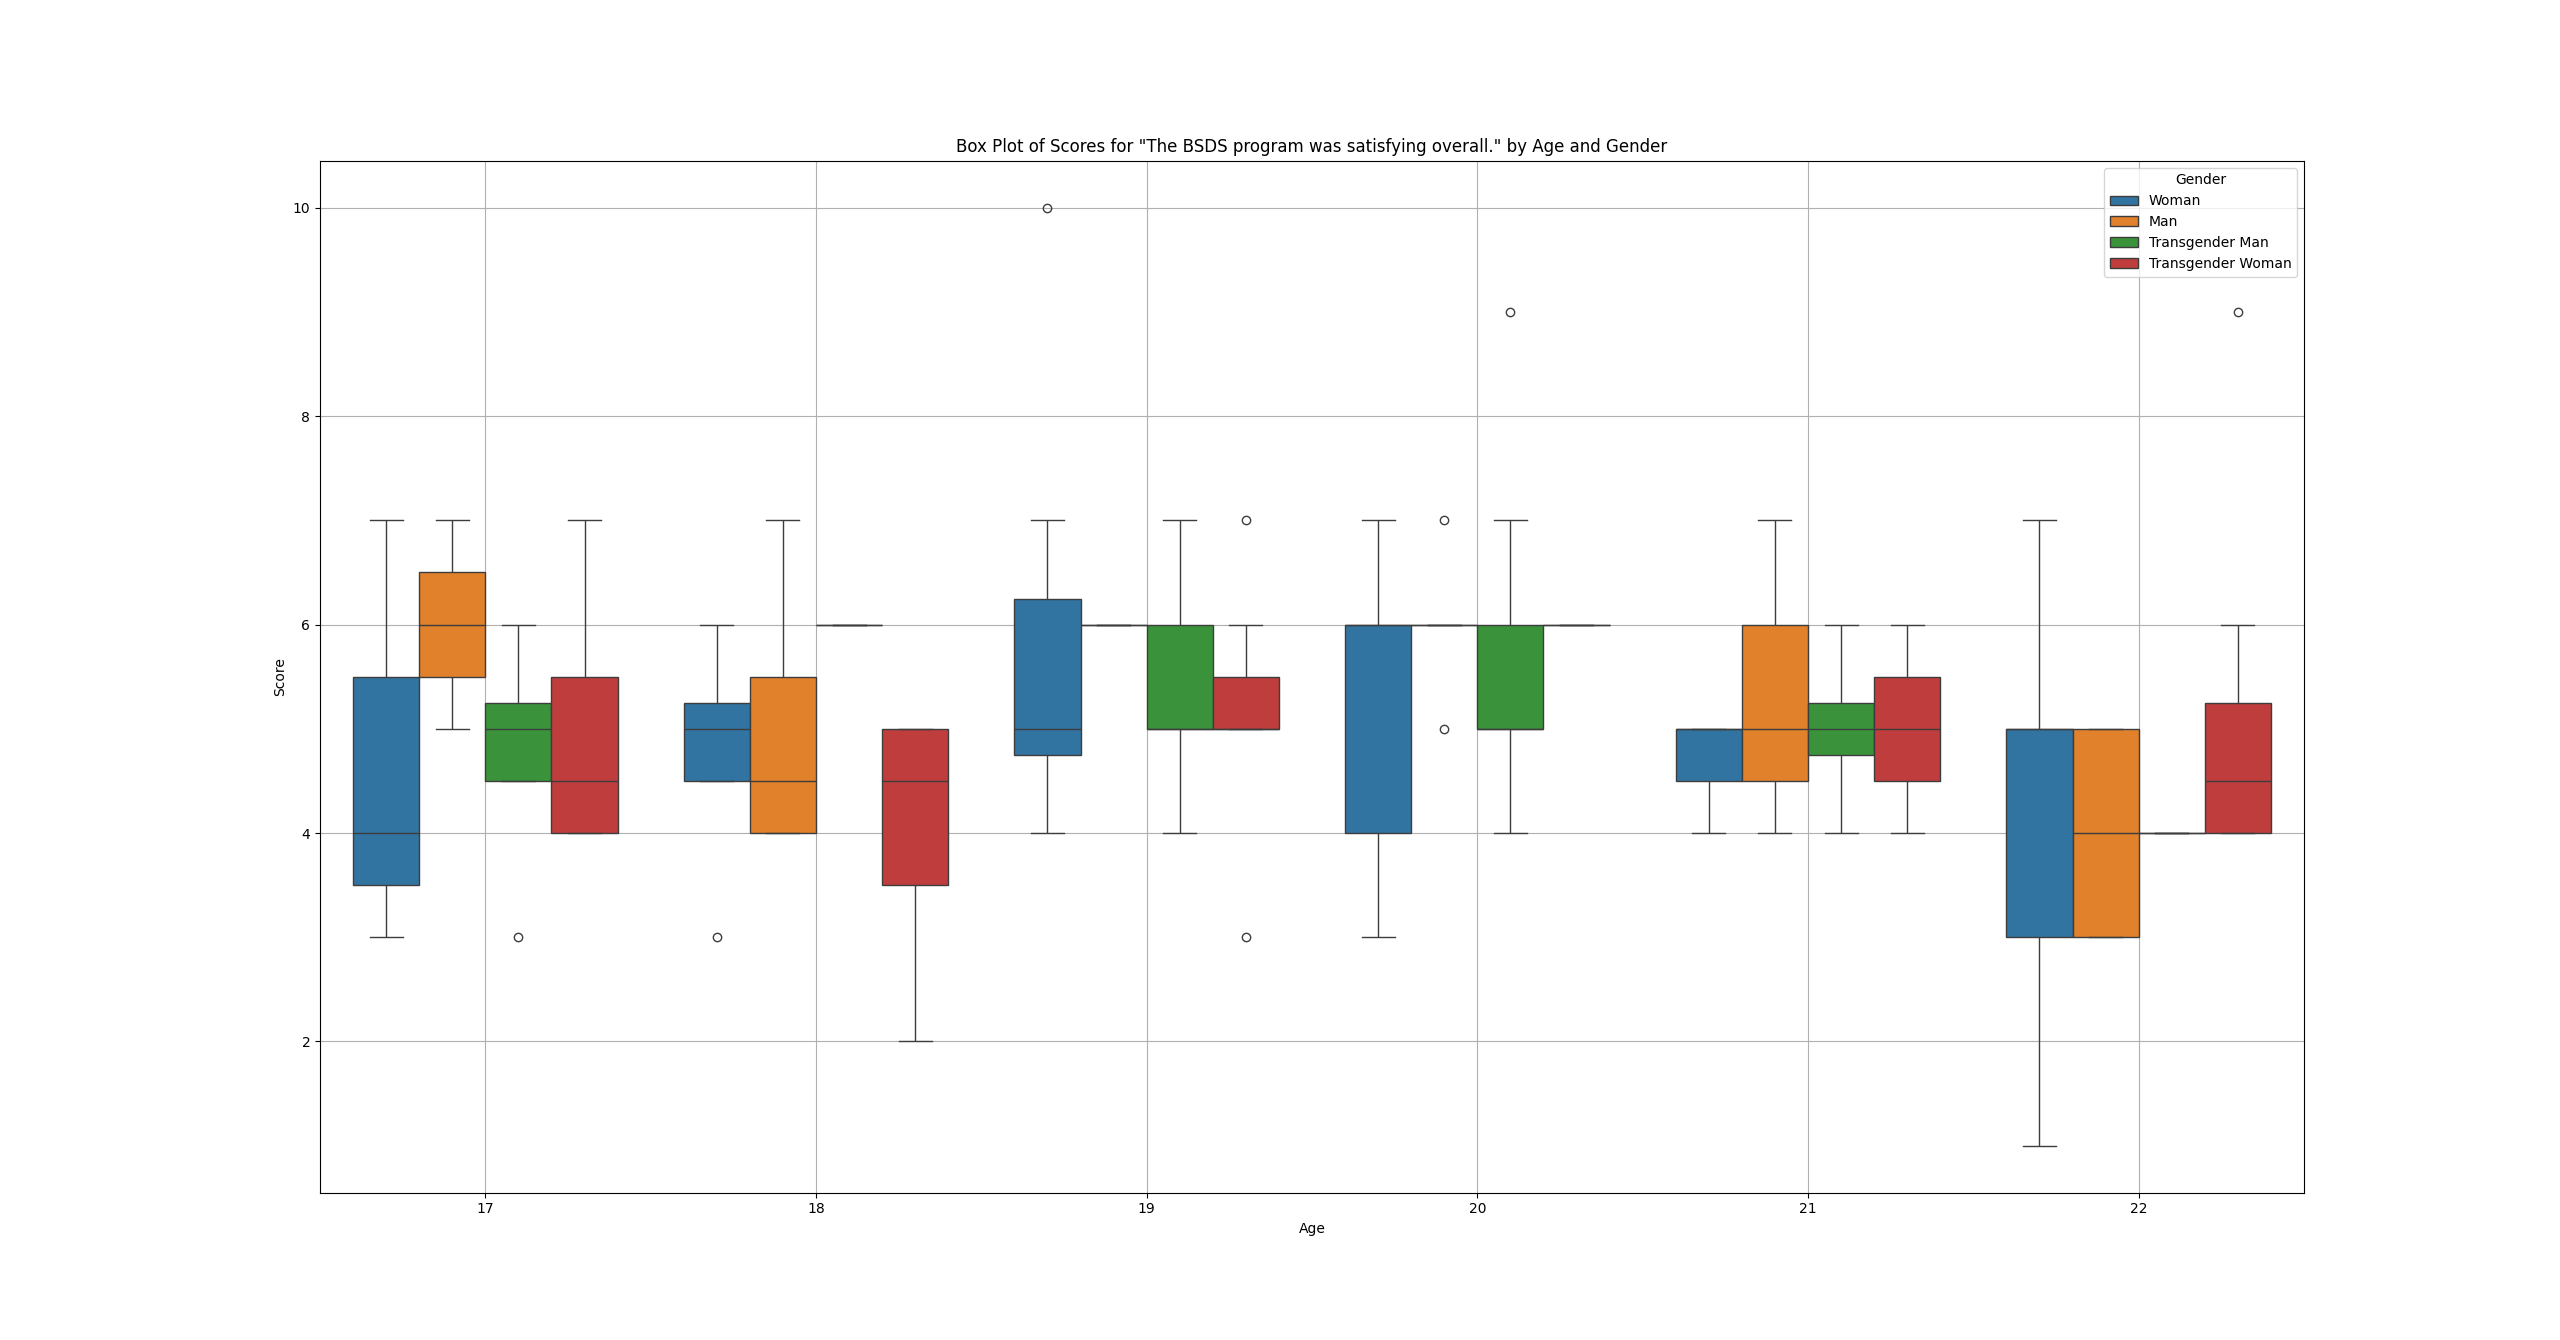 Box Plot of Scores for "The BSDS program was satisfying overall." by Age and Gender
Gender
Woman
Man
Transgender Man
Transgender Woman
10
8
6
4
2
Score
17 18 19 20 21 22
Age